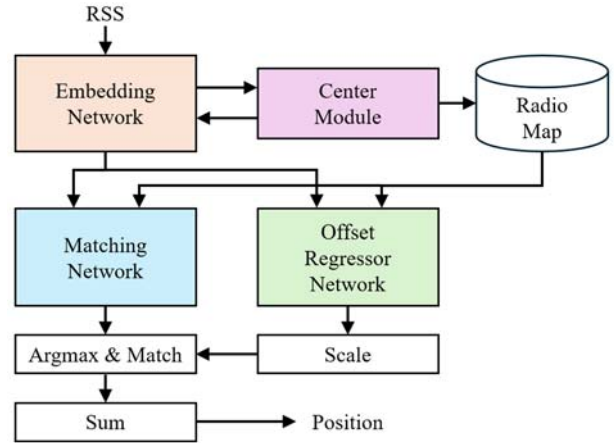 RSS
Embedding
Network
Center
Module
Radio
Map
Matching
Network
Offset
Regressor
Network
Argmax & Match
Scale
Sum
Position